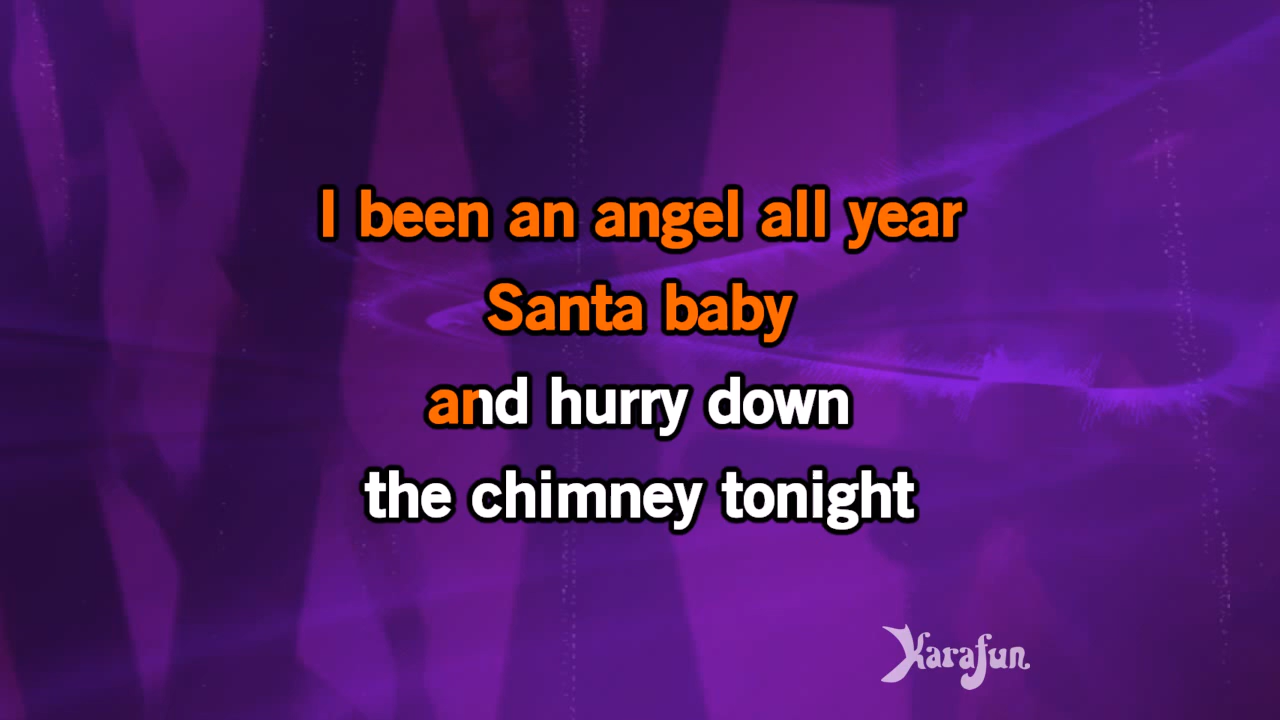 I been an angel all year
Santa baby
and hurry down
the chimney tonight
Karafun